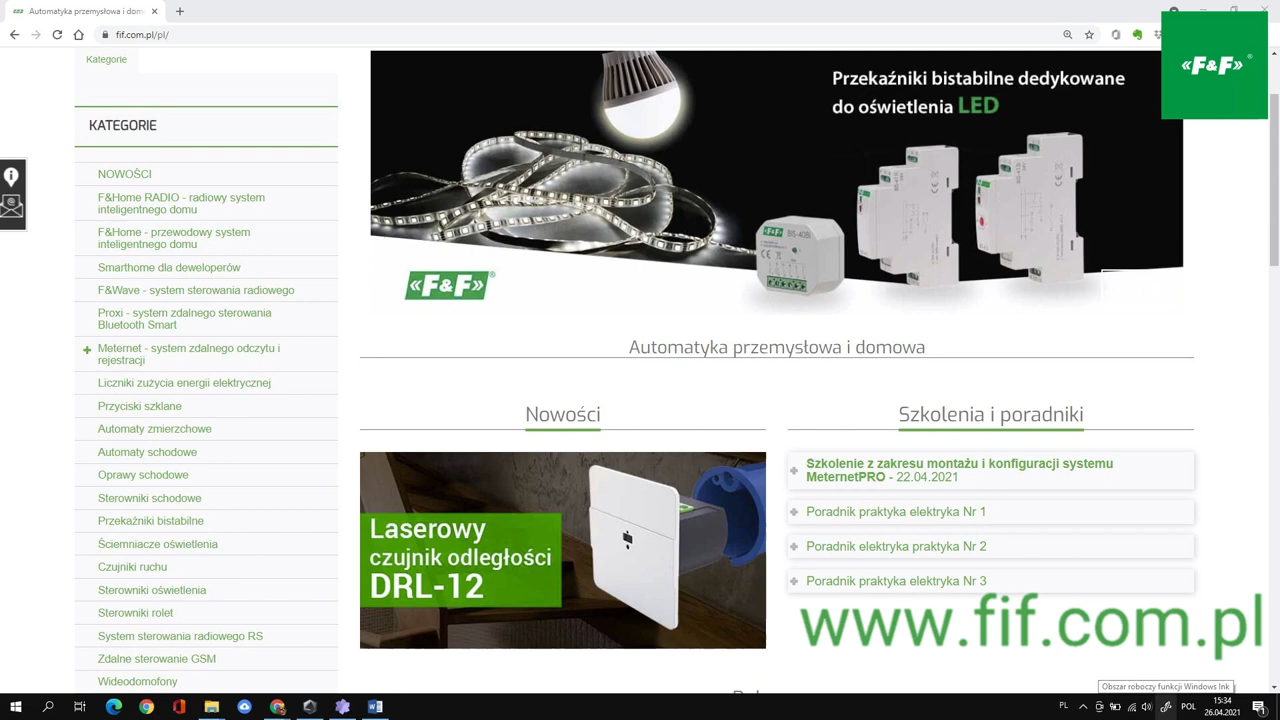 Automatyka przemysłowa i domowa
fif.com.pl/pl/
F&F
®
Kategorie
KATEGORIE
NOWOŚCI
F&Home RADIO - radiowy system
inteligentnego domu
F&Home - przewodowy system
inteligentnego domu
Smarthome dla deweloperów
F&Wave - system sterowania radiowego
Proxi - system zdalnego sterowania
Bluetooth Smart
Meternet - system zdalnego odczytu i
rejestracji
Liczniki zużycia energii elektrycznej
Przyciski szklane
Automaty zmierzchowe
Automaty schodowe
Oprawy schodowe
Sterowniki schodowe
Przekaźniki bistabilne
Ściemniacze oświetlenia
Czujniki ruchu
Sterowniki oświetlenia
Sterowniki rolet
System sterowania radiowego RS
Zdalne sterowanie GSM
Wideodomofony
Przekaźniki bistabilne dedykowane
do oświetlenia LED
F&F
BIS-408i
«F&F»®
Automatyka przemysłowa i domowa
Nowości
Laserowy
czujnik odległości
DRL-12
Szkolenia i poradniki
Szkolenie z zakresu montażu i konfiguracji systemu
MeternetPRO - 22.04.2021
Poradnik praktyka elektryka Nr 1
Poradnik elektryka praktyka Nr 2
Poradnik praktyka elektryka Nr 3
www.fif.com.pl
Obszar roboczy funkcji Windows Ink
PL
POL
15:34
26.04.2021